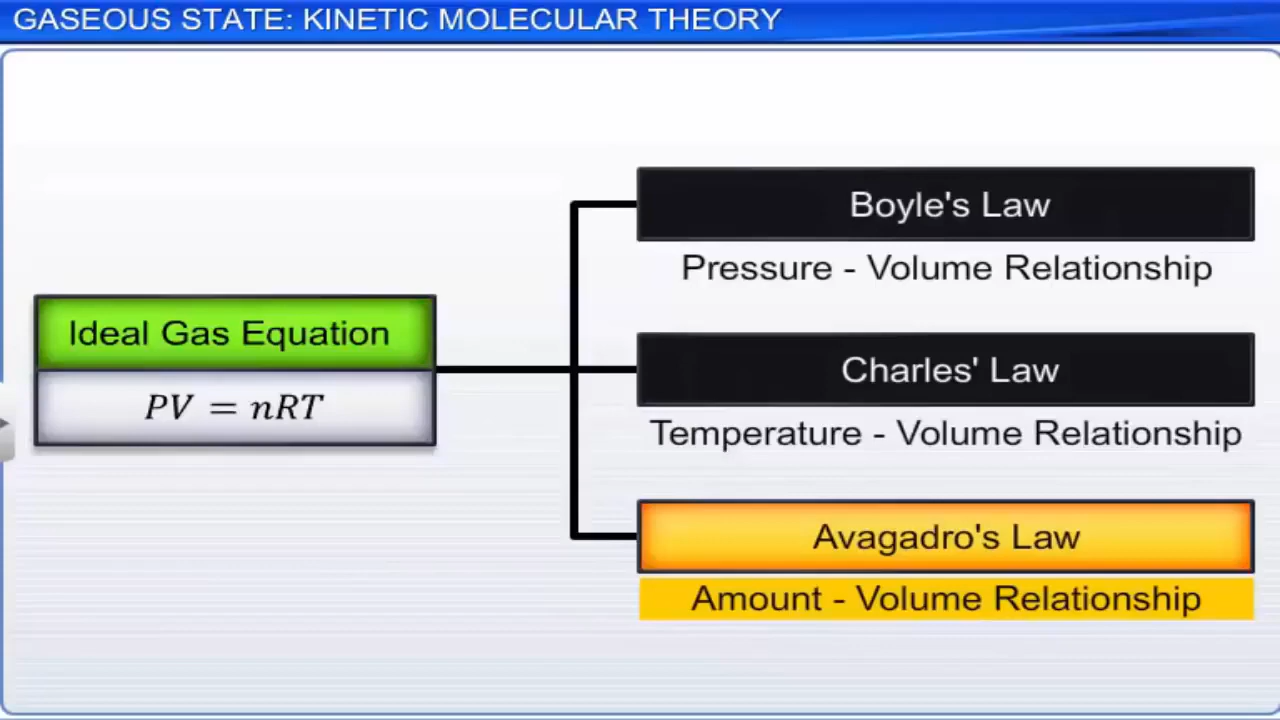 GASEOUS STATE: KINETIC MOLECULAR THEORY
Ideal Gas Equation
PV = nRT
Boyle's Law
Pressure - Volume Relationship
Charles' Law
Temperature - Volume Relationship
Avagadro's Law
Amount - Volume Relationship